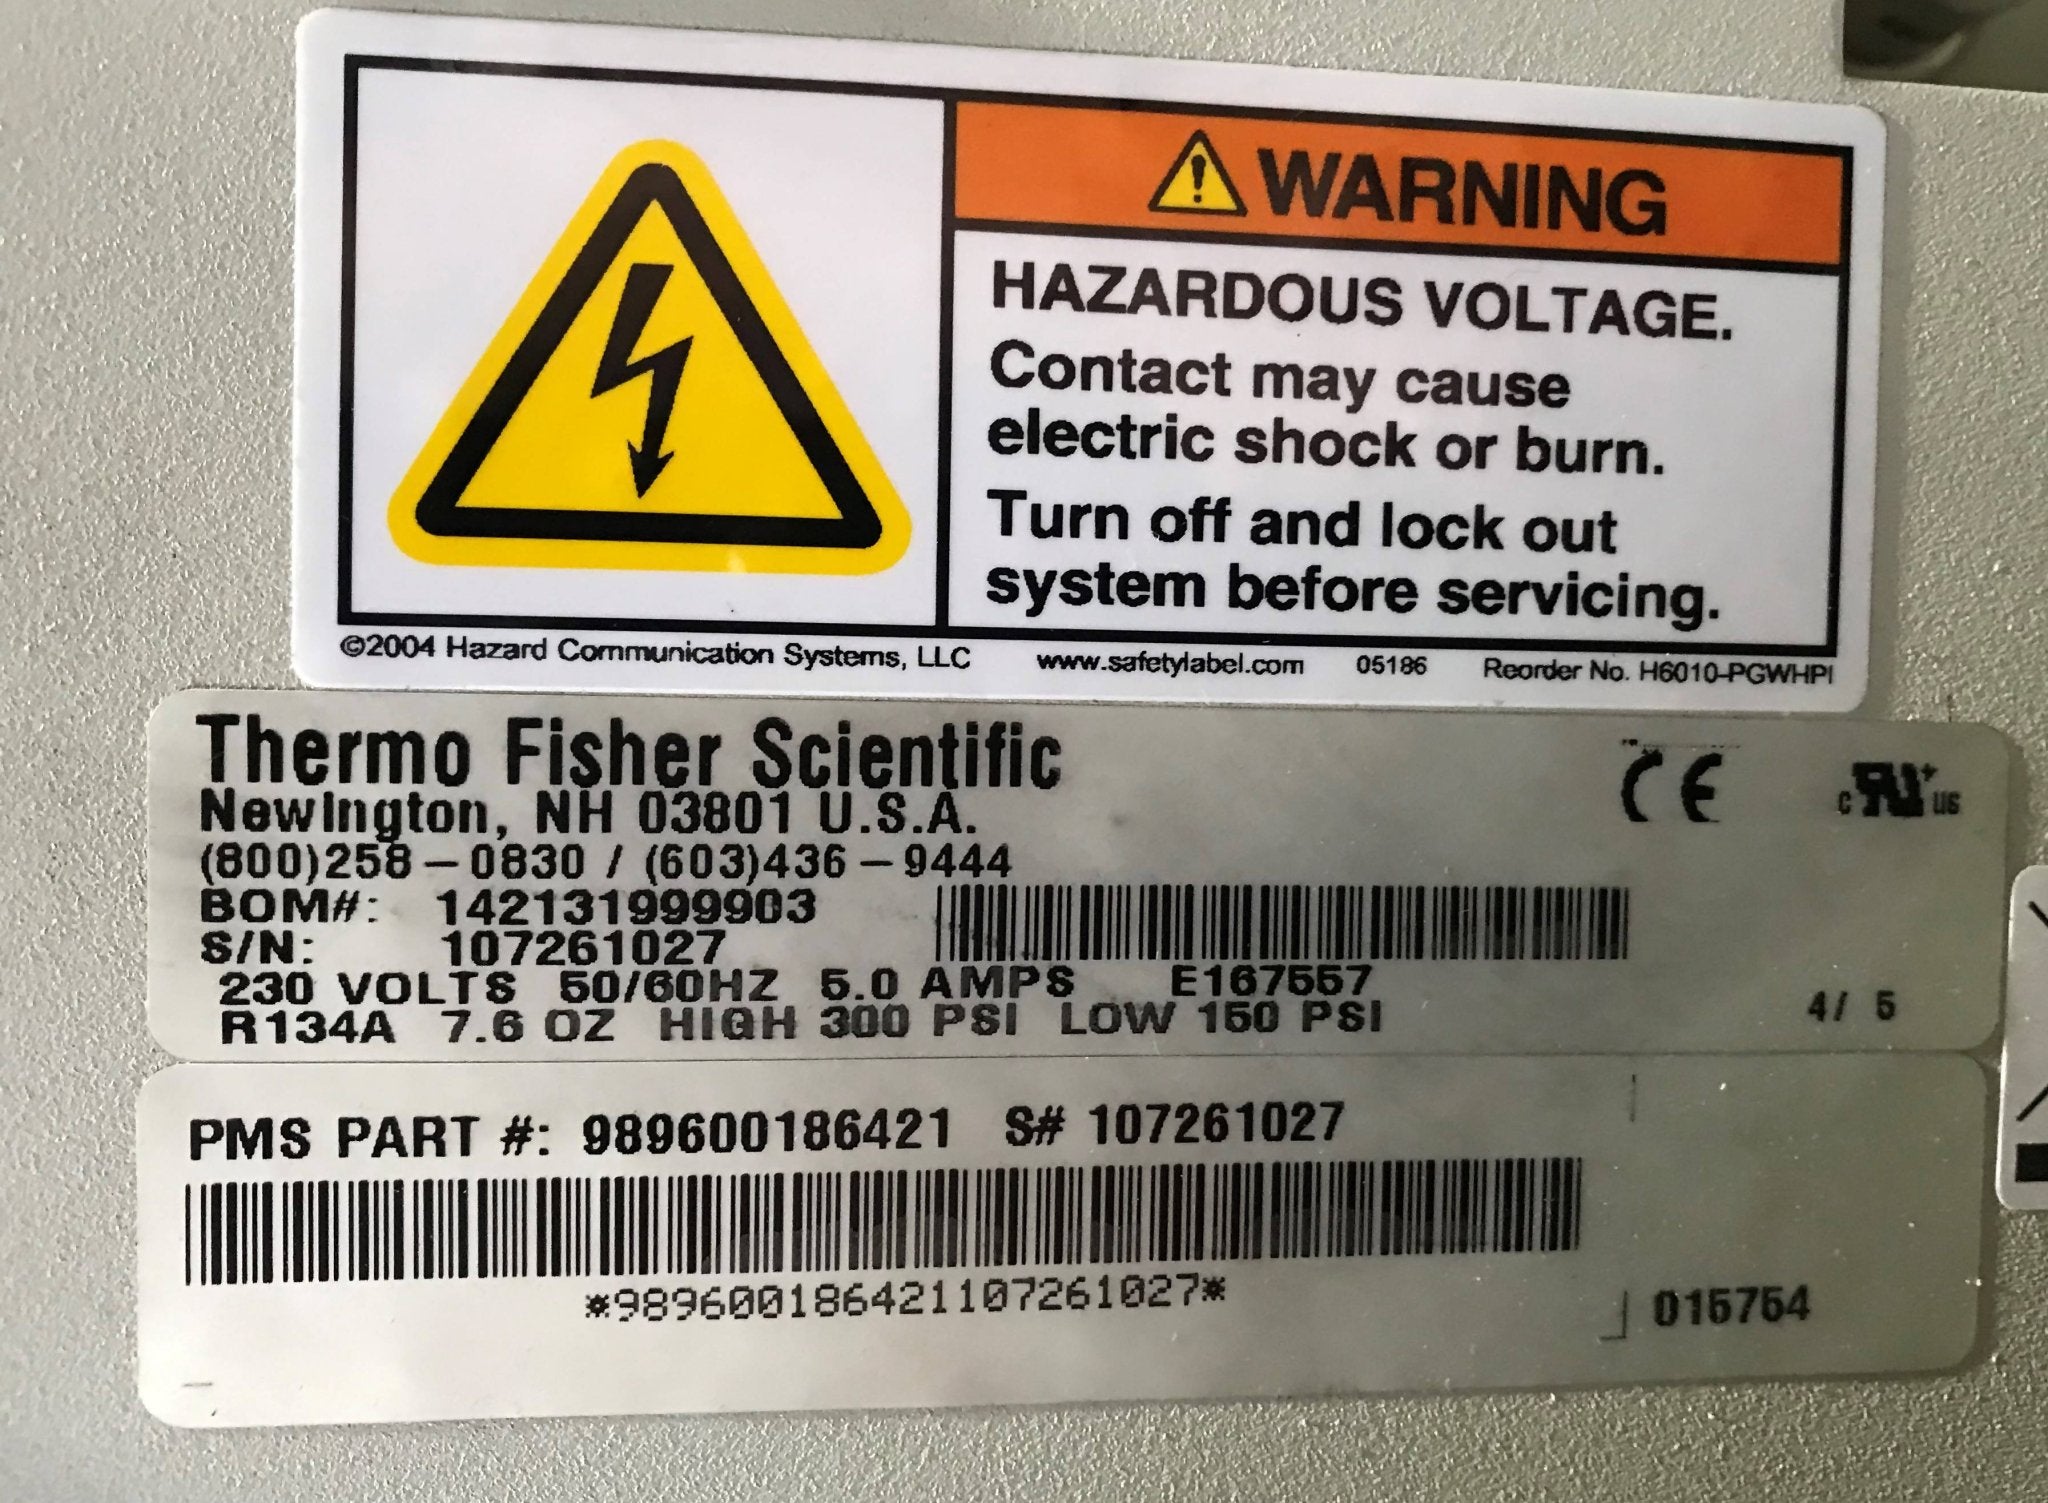 WARNING
HAZARDOUS VOLTAGE.
Contact may cause
electric shock or burn.
Turn off and lock out
system before servicing.
©2004 Hazard Communication Systems, LLC www.safetylabel.com 05186 Reorder No. H6010-PGWHPI
Thermo Fisher Scientific
Newington, NH 03801 U.S.A.
(800)258-0830 / (603)436-9444
BOM#: 142131999903
S/N: 107261027
230 VOLTS 50/60HZ 5.0 AMPS E167557
R134A 7.6 OZ HIGH 300 PSI LOW 150 PSI
4/ 5
CE
c RU us
PMS PART #: 989600186421 S# 107261027
*989600186421107261027*
015754